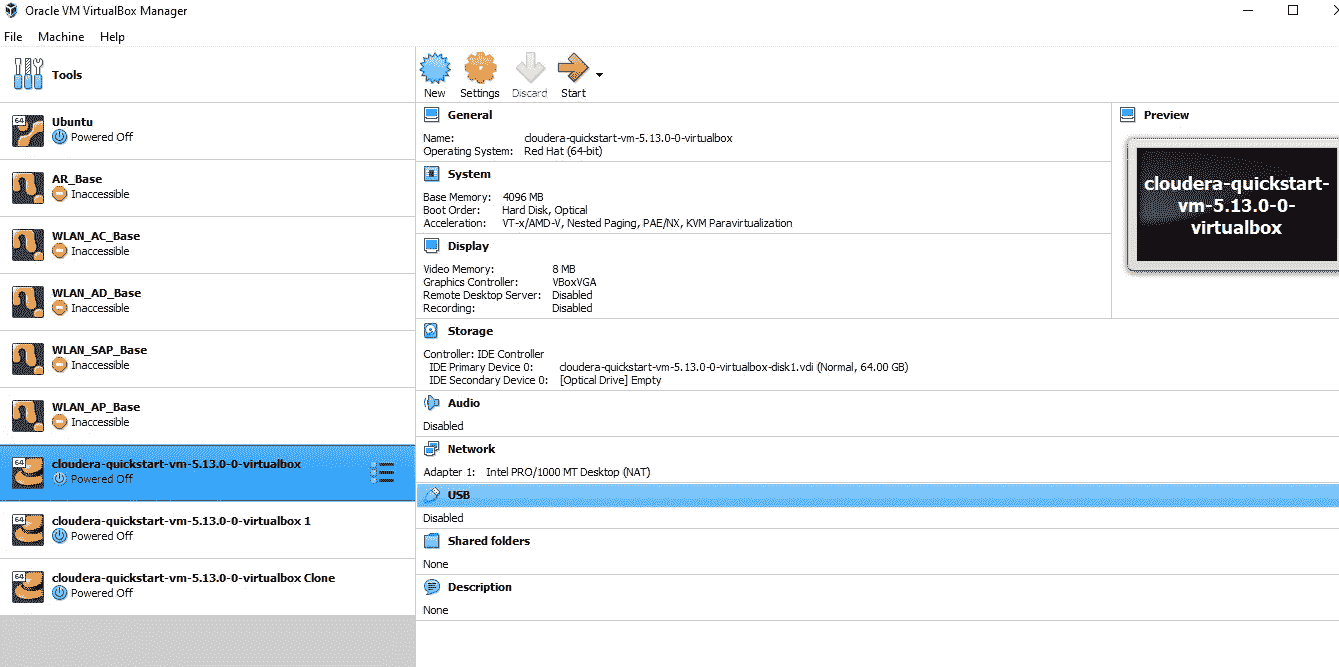 Oracle VM VirtualBox Manager
File Machine Help
Tools
64
Ubuntu
Powered Off
AR_Base
Inaccessible
WLAN_AC_Base
Inaccessible
WLAN_AD_Base
Inaccessible
WLAN_SAP_Base
Inaccessible
WLAN_AP_Base
Inaccessible
64
cloudera-quickstart-vm-5.13.0-0-virtualbox
Powered Off
64
cloudera-quickstart-vm-5.13.0-0-virtualbox 1
Powered Off
64
cloudera-quickstart-vm-5.13.0-0-virtualbox Clone
Powered Off
New Settings Discard Start
General
Name: cloudera-quickstart-vm-5.13.0-0-virtualbox
Operating System: Red Hat (64-bit)
System
Base Memory: 4096 MB
Boot Order: Hard Disk, Optical
Acceleration: VT-x/AMD-V, Nested Paging, PAE/NX, KVM Paravirtualization
Display
Video Memory: 8 MB
Graphics Controller: VBoxVGA
Remote Desktop Server: Disabled
Recording: Disabled
Storage
Controller: IDE Controller
IDE Primary Device 0: cloudera-quickstart-vm-5.13.0-0-virtualbox-disk1.vdi (Normal, 64.00 GB)
IDE Secondary Device 0: [Optical Drive] Empty
Audio
Disabled
Network
Adapter 1: Intel PRO/1000 MT Desktop (NAT)
USB
Disabled
Shared folders
None
Description
None
Preview
cloudera-quickstart-
vm-5.13.0-0-
virtualbox